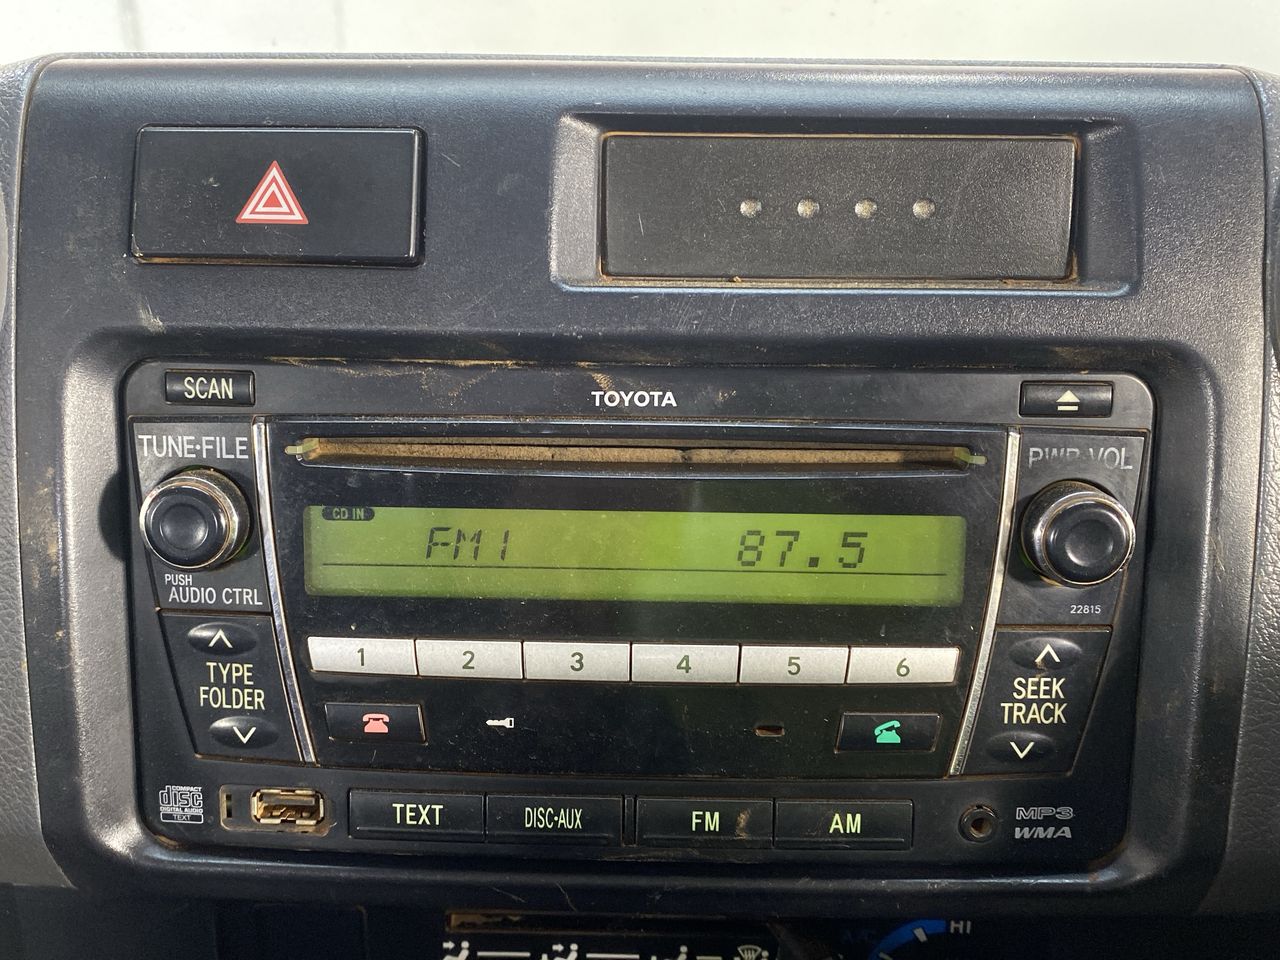 SCAN
TOYOTA
TUNE·FILE
PWR·VOL
CD IN
FM1 87.5
PUSH
AUDIO CTRL
22815
1 2 3 4 5 6
TYPE
FOLDER
SEEK
TRACK
COMPACT
disc
DIGITAL AUDIO
TEXT
TEXT
DISC·AUX
FM
AM
MP3
WMA
HI